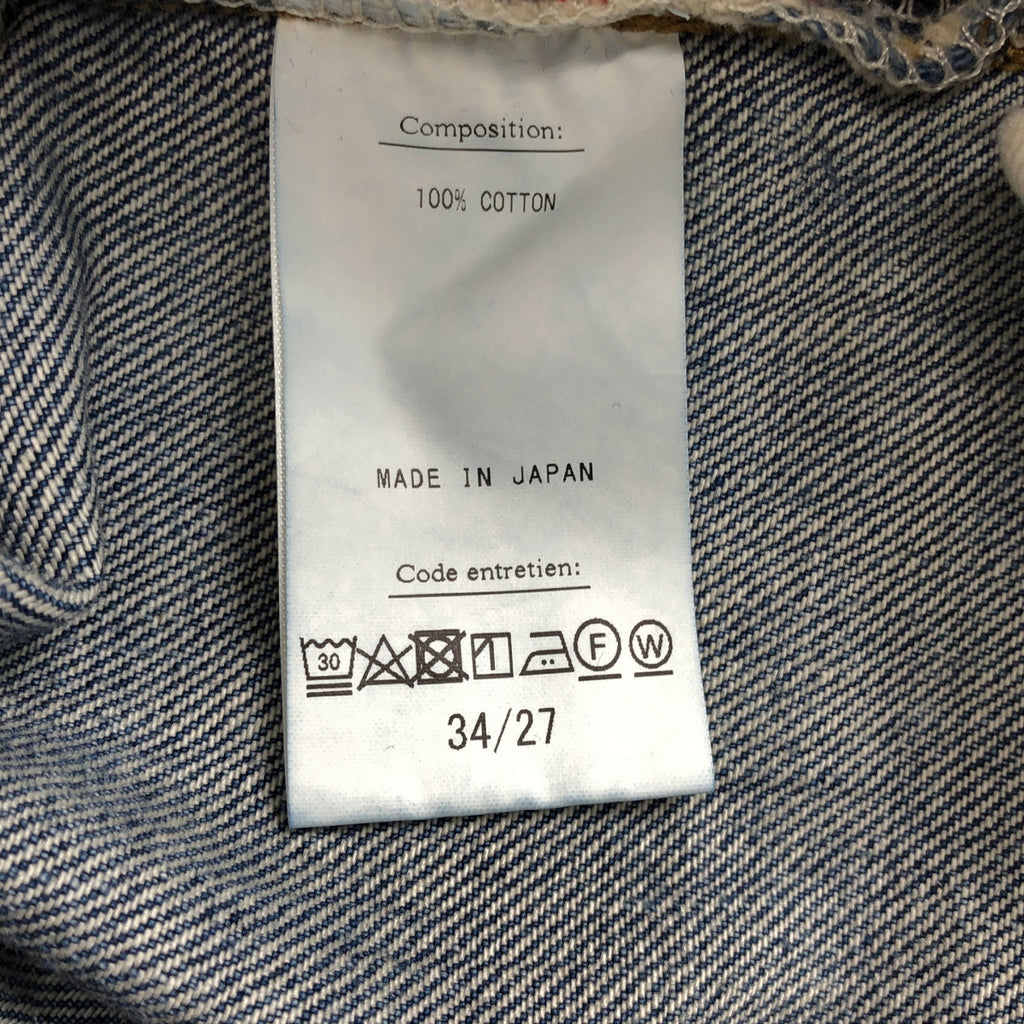 Composition:
100% COTTON
MADE IN JAPAN
Code entretien:
30 F W
34/27